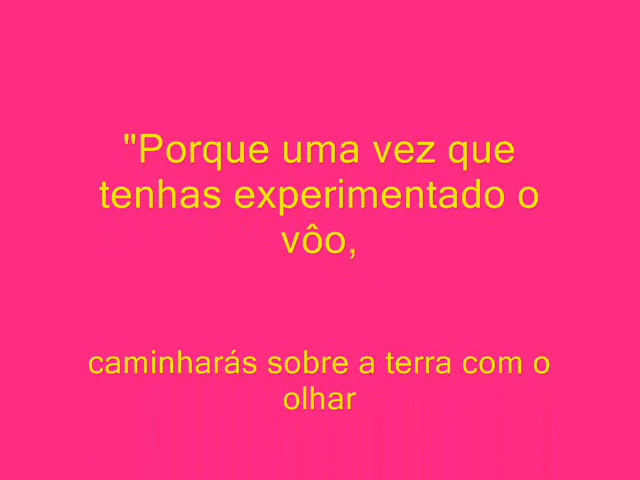 "Porque uma vez que
tenhas experimentado o
vôo,
caminharás sobre a terra com o
olhar